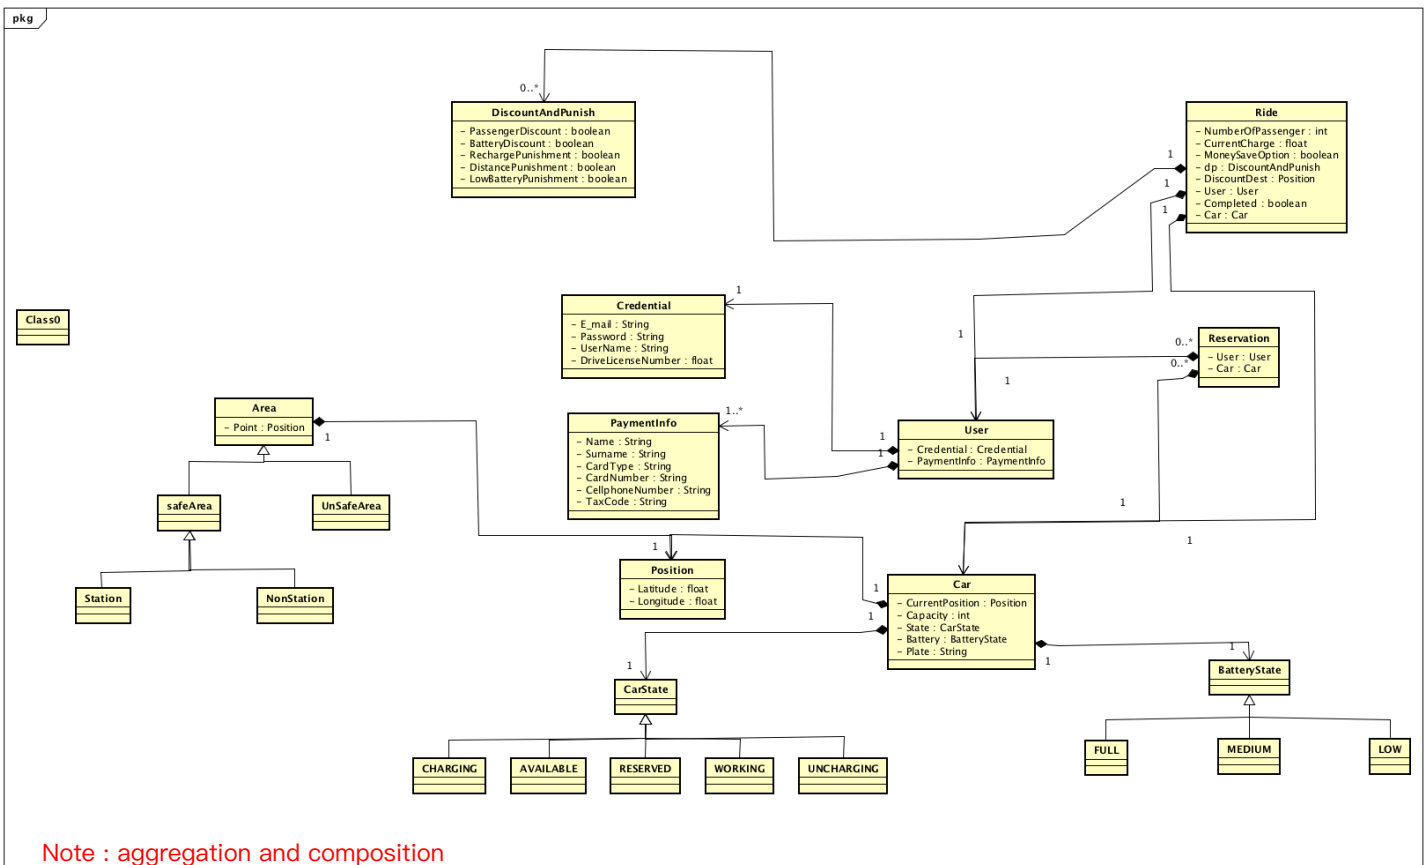 pkg
0..*
DiscountAndPunish
- PassengerDiscount : boolean
- BatteryDiscount : boolean
- RechargePunishment : boolean
- DistancePunishment : boolean
- LowBatteryPunishment : boolean
Ride
- NumberOfPassenger : int
- CurrentCharge : float
- MoneySaveOption : boolean
- dp : DiscountAndPunish
- DiscountDest : Position
- User : User
- Completed : boolean
- Car : Car
1
1
1
1
Credential
- E_mail : String
- Password : String
- UserName : String
- DriveLicenseNumber : float
Class0
1
0..*
0..*
Reservation
- User : User
- Car : Car
1
Area
- Point : Position
1
1..*
PaymentInfo
- Name : String
- Surname : String
- CardType : String
- CardNumber : String
- CellphoneNumber : String
- TaxCode : String
1
1
User
- Credential : Credential
- PaymentInfo : PaymentInfo
safeArea
UnSafeArea
1
1
1
Position
- Latitude : float
- Longitude : float
Station
NonStation
1
1
Car
- CurrentPosition : Position
- Capacity : int
- State : CarState
- Battery : BatteryState
- Plate : String
1
1
1
CarState
BatteryState
CHARGING
AVAILABLE
RESERVED
WORKING
UNCHARGING
FULL
MEDIUM
LOW
Note : aggregation and composition